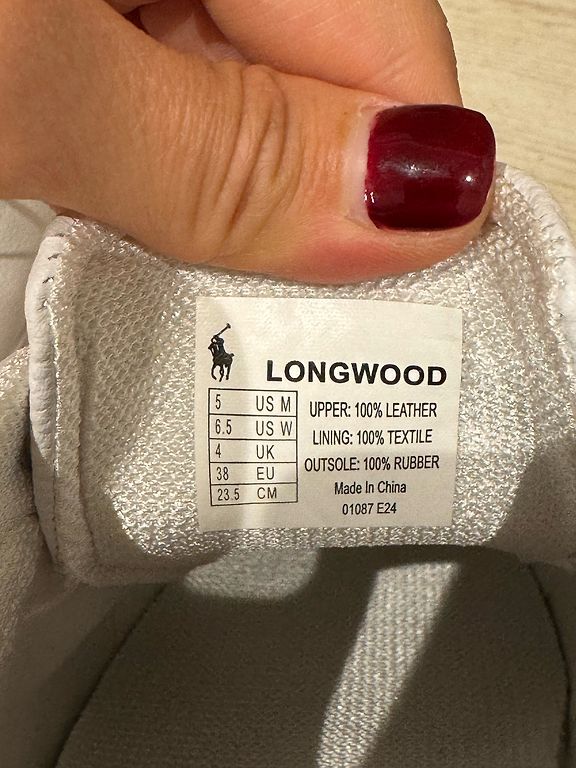 LONGWOOD
5 US M
6.5 US W
4 UK
38 EU
23.5 CM
UPPER: 100% LEATHER
LINING: 100% TEXTILE
OUTSOLE: 100% RUBBER
Made In China
01087 E24